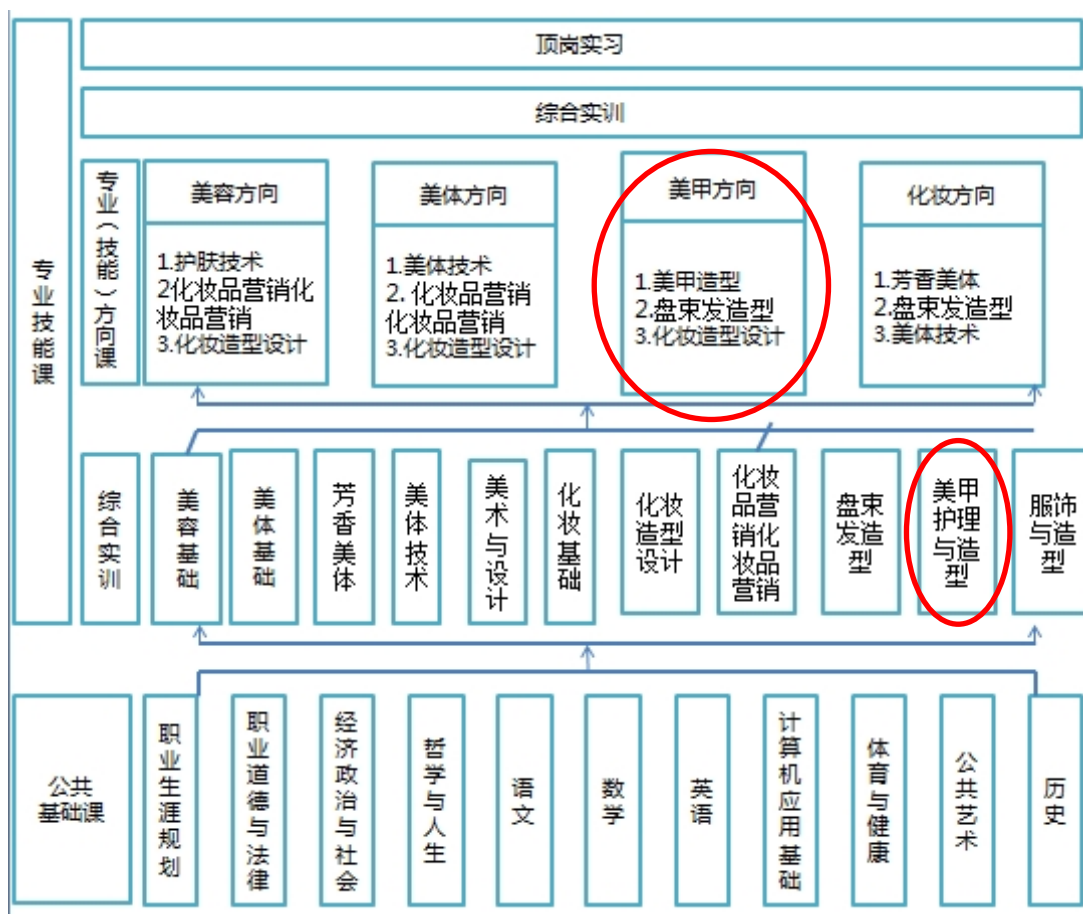 顶岗实习
综合实训
专业技能课
专业（技能）方向课
美容方向
1.护肤技术
2化妆品营销化
妆品营销
3.化妆造型设计
美体方向
1.美体技术
2. 化妆品营销
化妆品营销
3.化妆造型设计
美甲方向
1.美甲造型
2.盘束发造型
3.化妆造型设计
化妆方向
1.芳香美体
2.盘束发造型
3.美体技术
综合实训
美容基础
美体基础
芳香美体
美体技术
美术与设计
化妆基础
化妆
造型
设计
化妆
品营
销化
妆品
营销
盘束
发造
型
美甲
护理
与造
型
服饰
与造
型
公共
基础课
职业生涯规划
职业道德与法律
经济政治与社会
哲学与人生
语文
数学
英语
计算机应用基础
体育与健康
公共艺术
历史